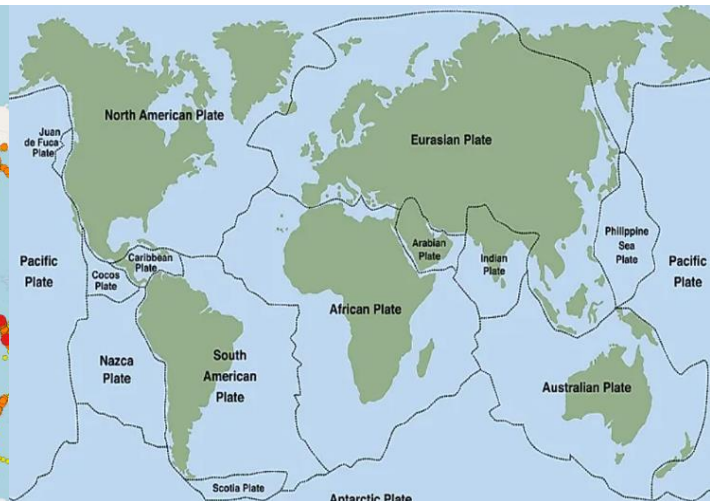 North American Plate
Juan
de Fuca
Plate
Eurasian Plate
Pacific
Plate
Cocos
Plate
Caribbean
Plate
Arabian
Plate
Indian
Plate
Philippine
Sea
Plate
Pacific
Plate
African Plate
Nazca
Plate
South
American
Plate
Australian Plate
Scotia Plate
Antarctic Plate